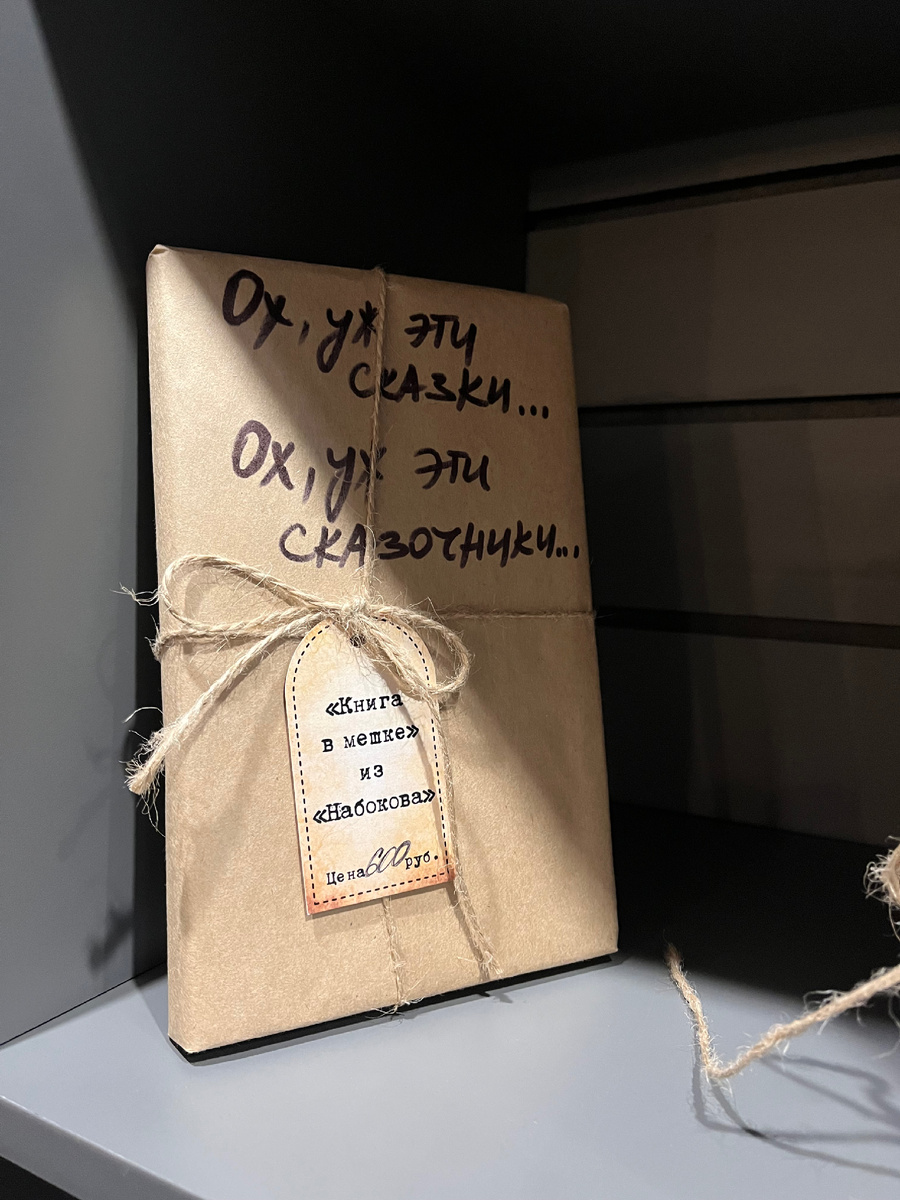 Ох, уж эти
сказки...
Ох, уж эти
сказочники...
«Книга
в мешке»
из
«Набокова»
Цена 600 руб.